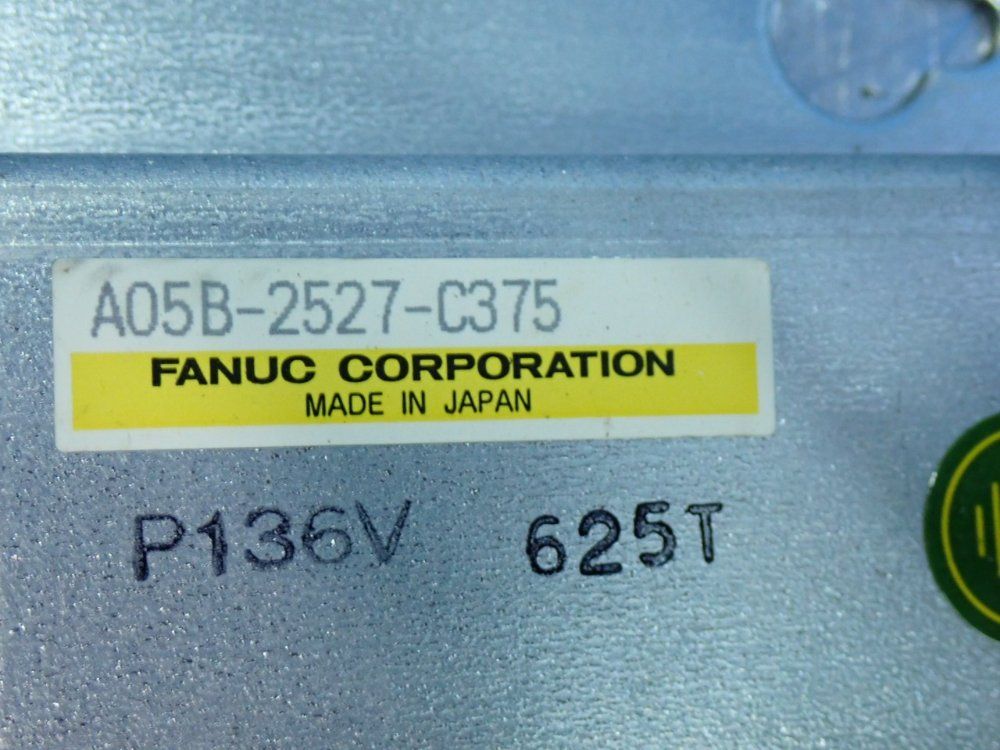 A05B-2527-C375
FANUC CORPORATION
MADE IN JAPAN
P136V 625T